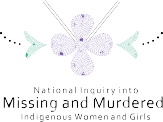 National Inquiry into
Missing and Murdered
Indigenous Women and Girls